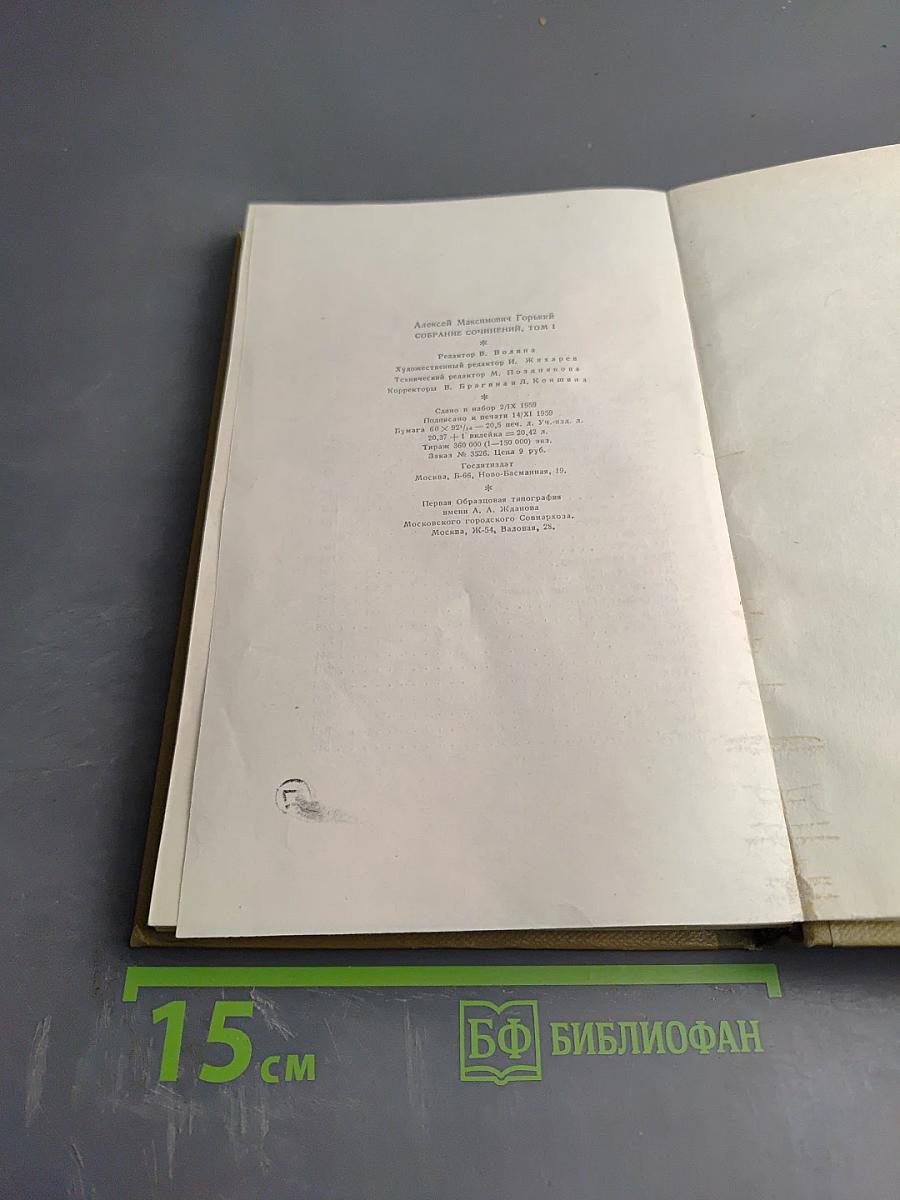 Алексей Максимович Горький
СОБРАНИЕ СОЧИНЕНИЙ, ТОМ I
*
Редактор В. Волина
Художественный редактор И. Жихарев
Технический редактор М. Позднякова
Корректоры В. Брагина и Л. Коншина
*
Сдано в набор 2/IX 1959
Подписано к печати 14/XI 1959
Бумага 60 × 92¹/₁₆ — 20,5 печ. л. Уч.-изд. л.
20,37 + 1 вклейка = 20,42 л.
Тираж 360 000 (1—150 000) экз.
Заказ № 3526. Цена 9 руб.
Гослитиздат
Москва, Б-66, Ново-Басманная, 19.
*
Первая Образцовая типография
имени А. А. Жданова
Московского городского Совнархоза.
Москва, Ж-54, Валовая, 28.
15 см
БФ БИБЛИОФАН